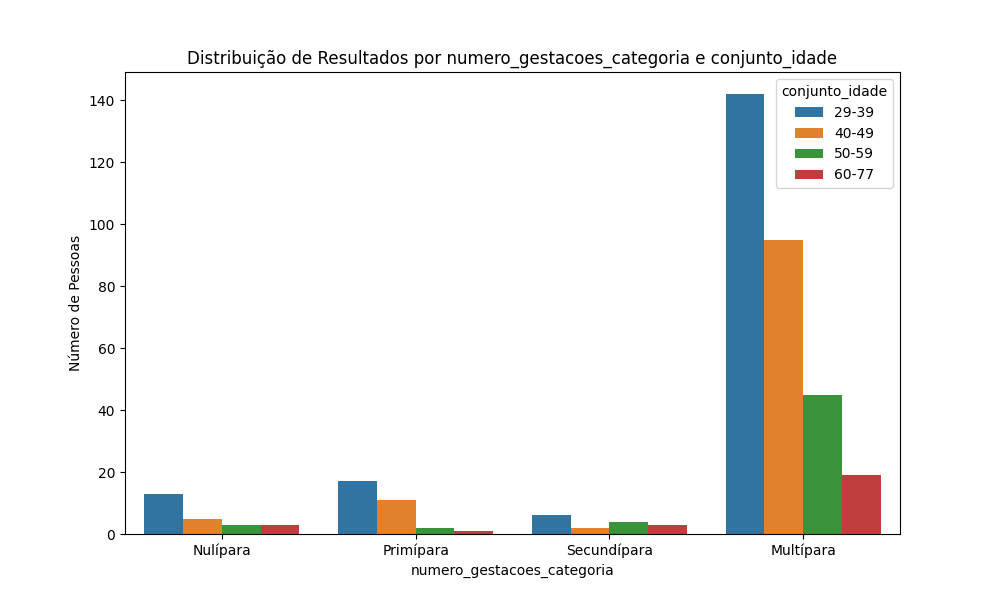 Distribuição de Resultados por numero_gestacoes_categoria e conjunto_idade
conjunto_idade
29-39
40-49
50-59
60-77
Número de Pessoas
140
120
100
80
60
40
20
0
Nulípara
Primípara
Secundípara
Multípara
numero_gestacoes_categoria